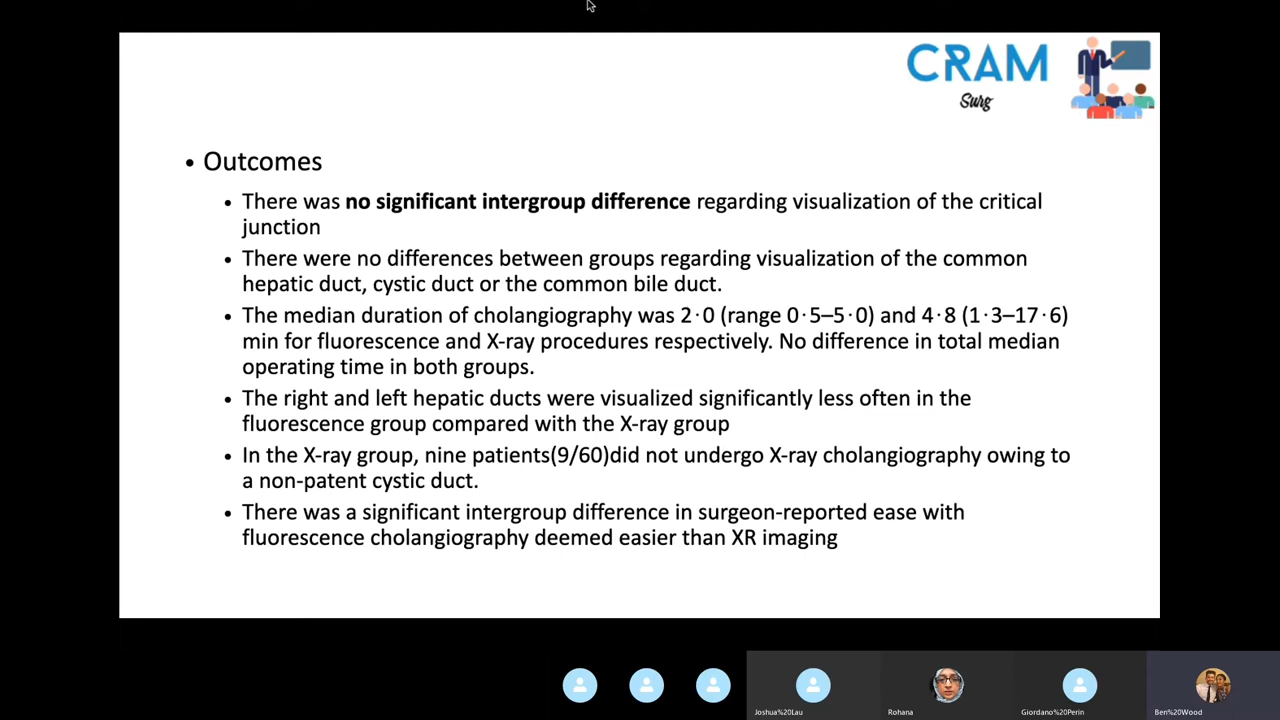 CRAM
Surg
• Outcomes
• There was no significant intergroup difference regarding visualization of the critical
junction
• There were no differences between groups regarding visualization of the common
hepatic duct, cystic duct or the common bile duct.
• The median duration of cholangiography was 2·0 (range 0·5–5·0) and 4·8 (1·3–17·6)
min for fluorescence and X-ray procedures respectively. No difference in total median
operating time in both groups.
• The right and left hepatic ducts were visualized significantly less often in the
fluorescence group compared with the X-ray group
• In the X-ray group, nine patients(9/60)did not undergo X-ray cholangiography owing to
a non-patent cystic duct.
• There was a significant intergroup difference in surgeon-reported ease with
fluorescence cholangiography deemed easier than XR imaging
Joshua%20Lau
Rohana
Giordano%20Perin
Ben%20Wood